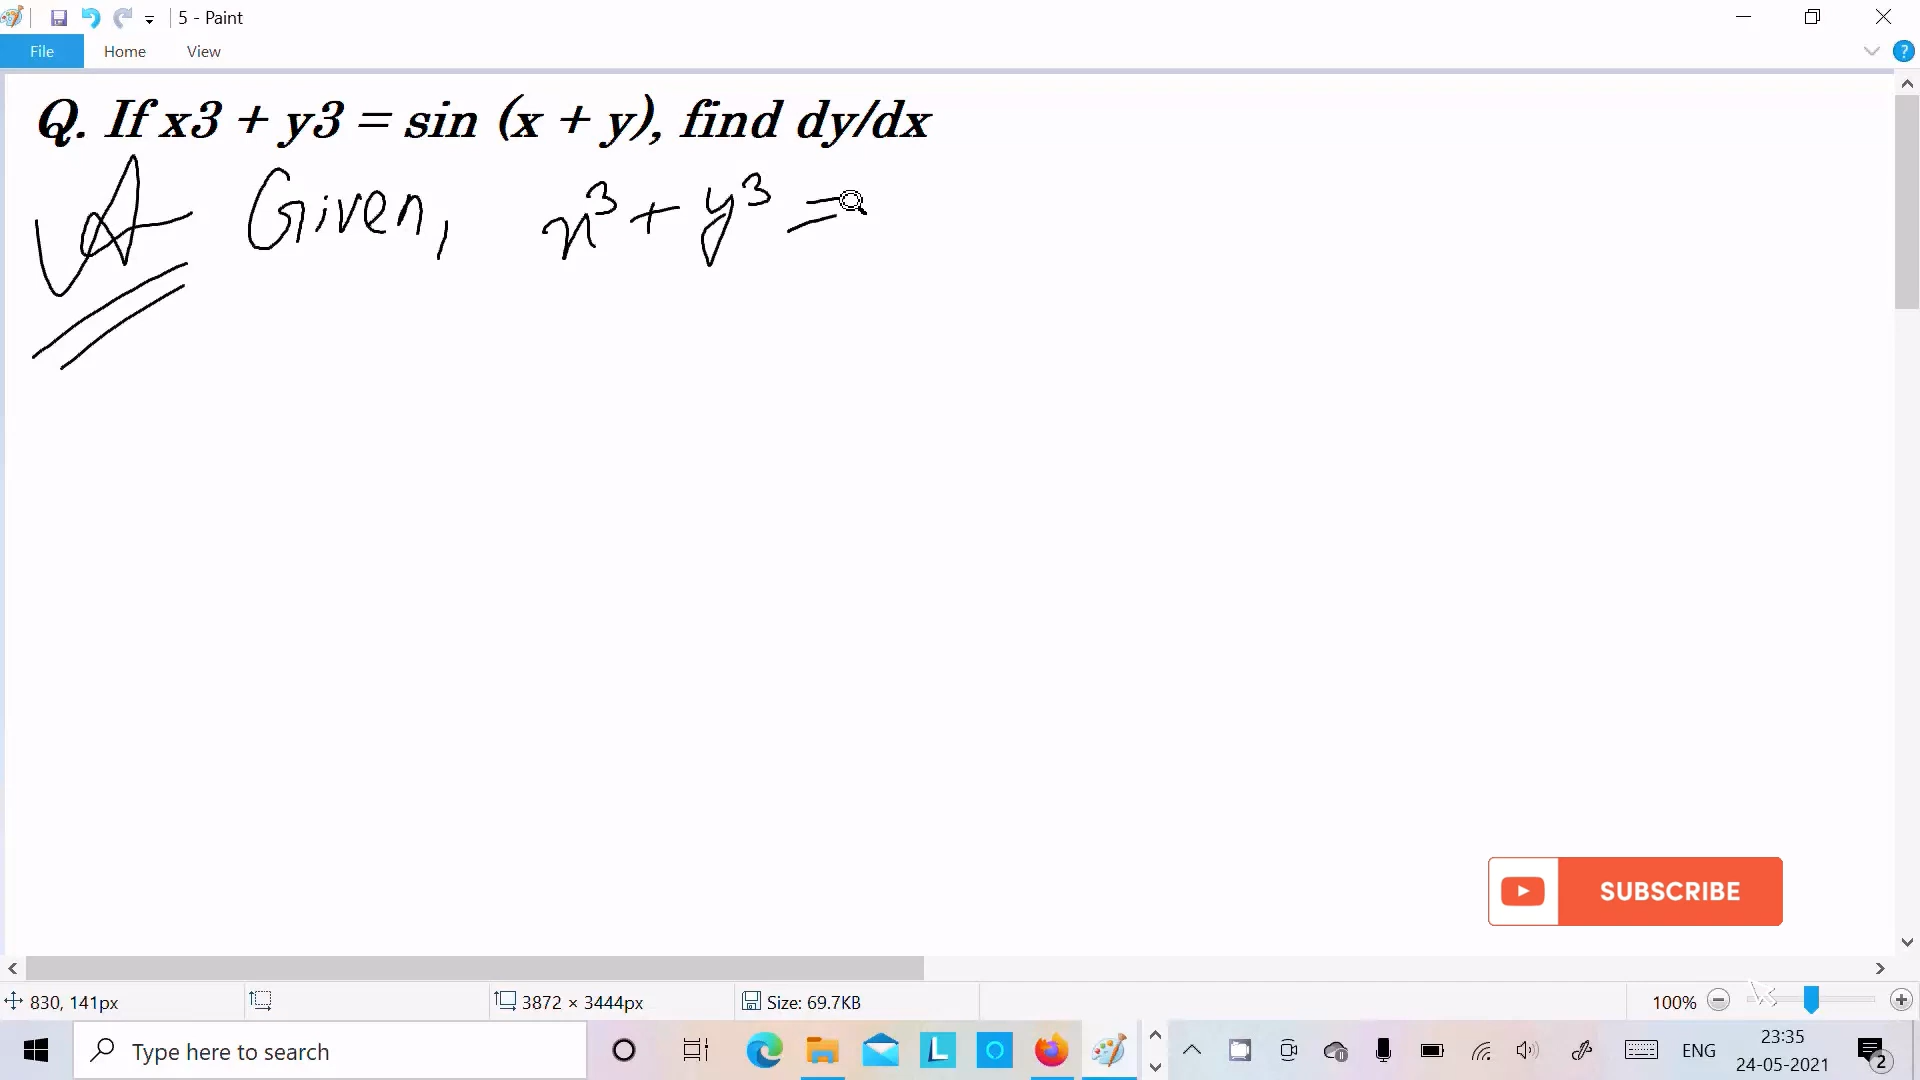 5 - Paint
File Home View
Q. If x3 + y3 = sin (x + y), find dy/dx
A Given, x³ + y³ =
SUBSCRIBE
830, 141px 3872 × 3444px Size: 69.7KB 100%
Type here to search ENG 23:35
24-05-2021 2